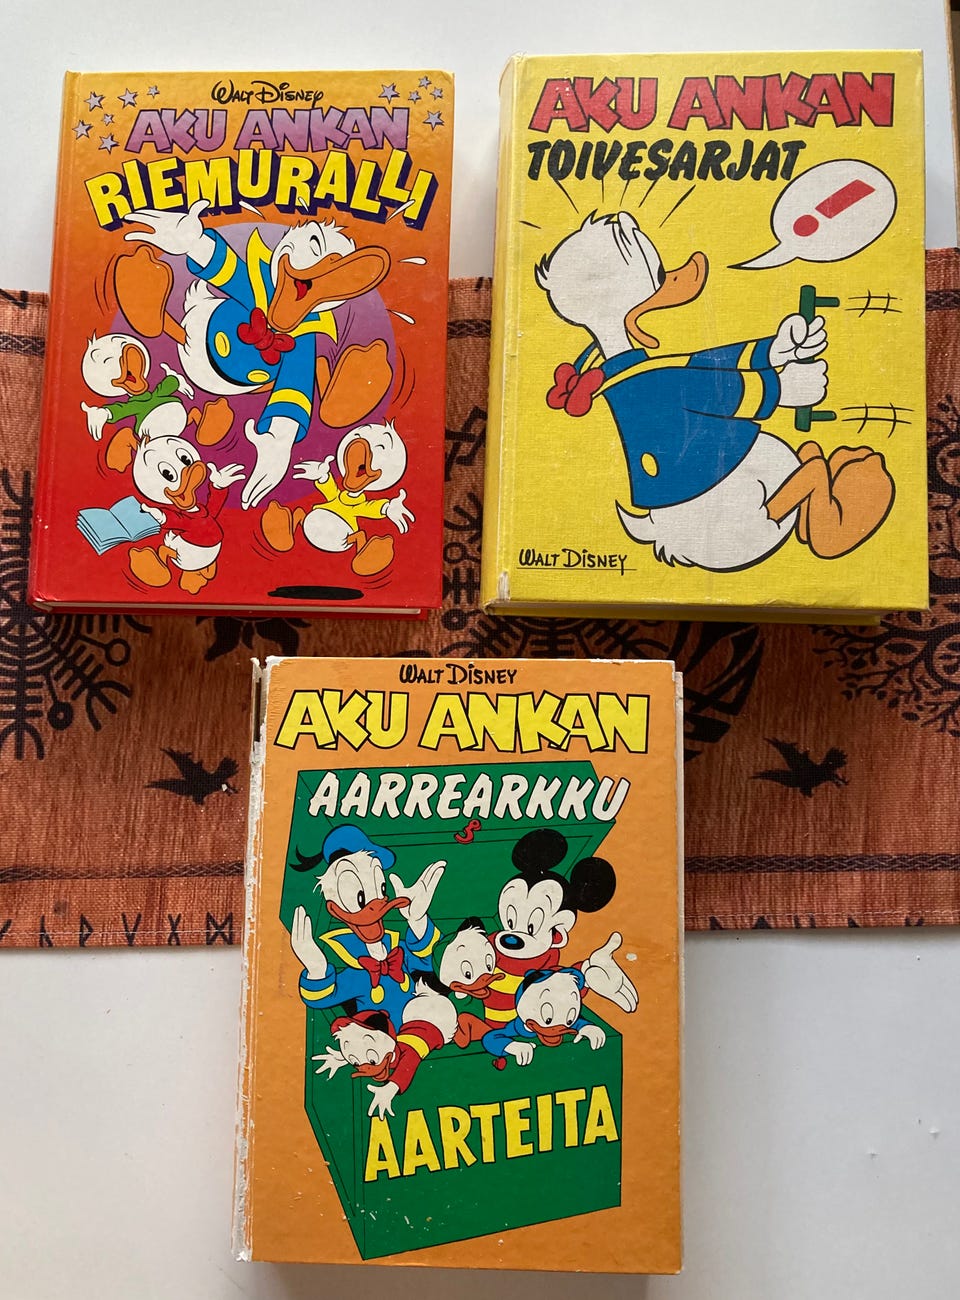 Walt Disney
AKU ANKAN
RIEMURALLI
AKU ANKAN
TOIVESARJAT
!
Walt Disney
Walt Disney
AKU ANKAN
AARREARKKU
AARTEITA